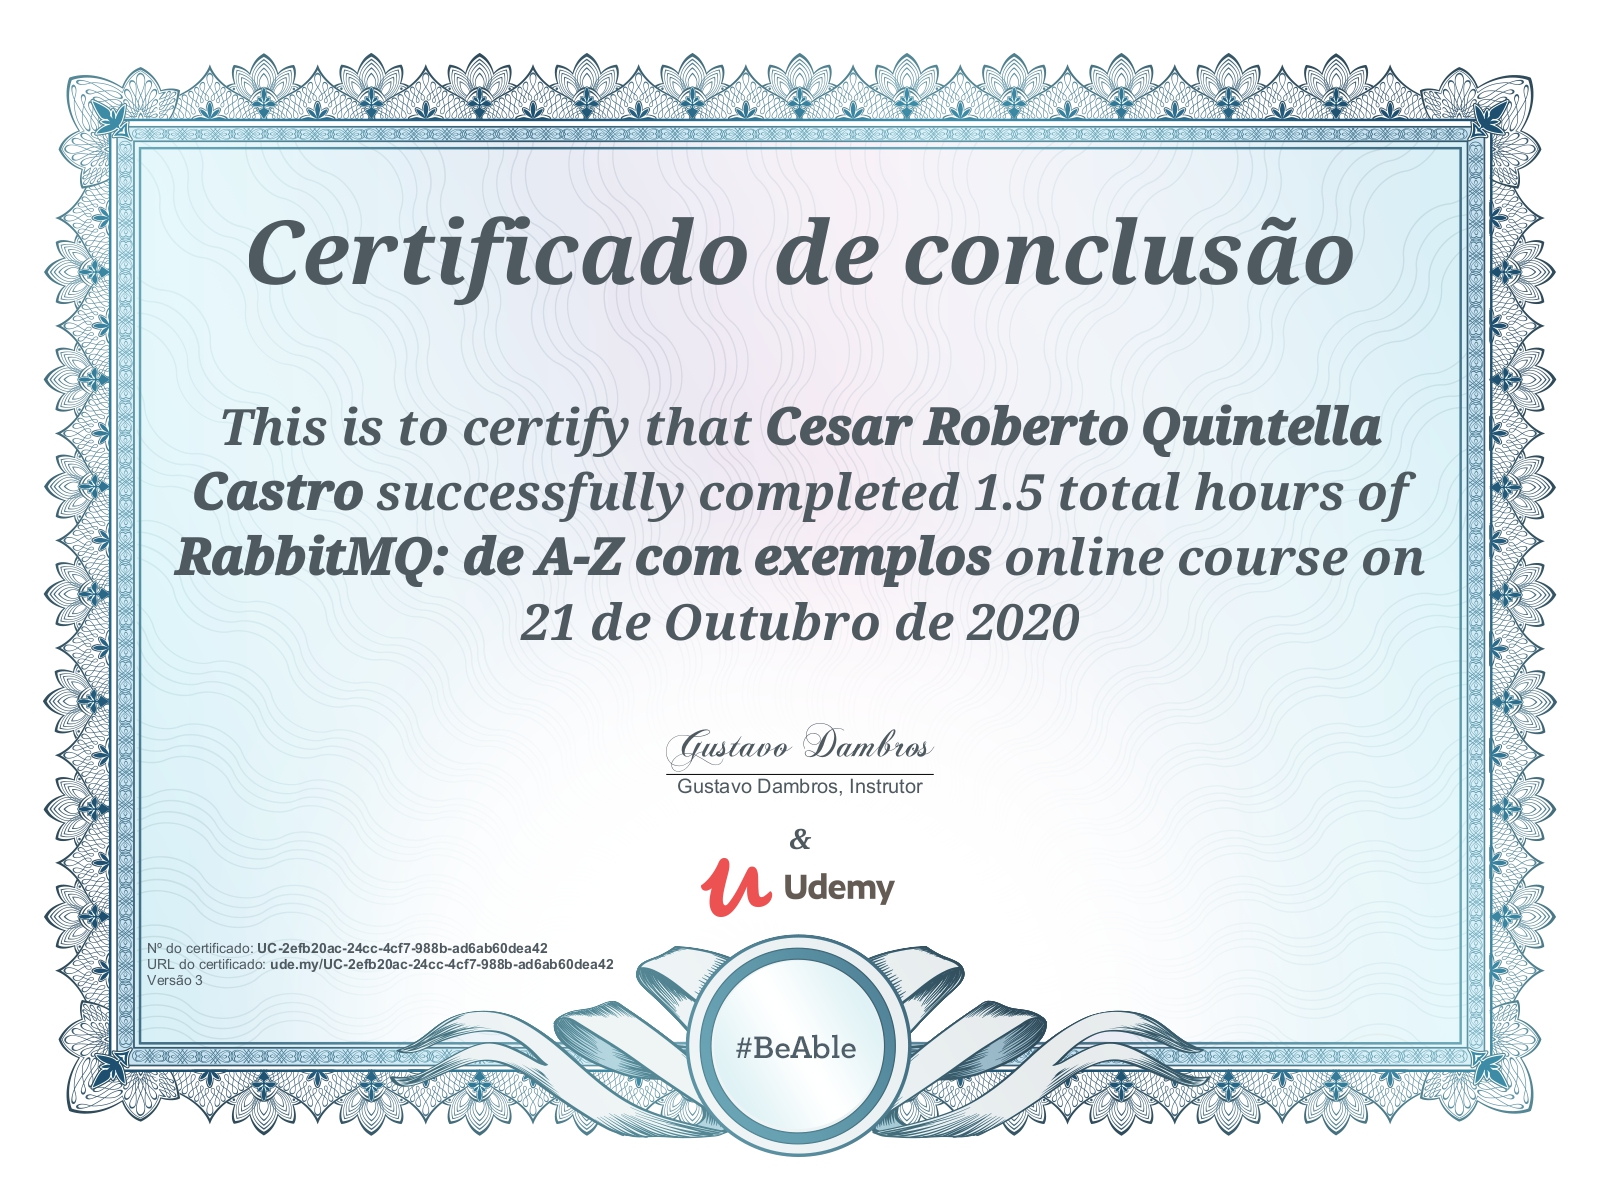 Certificado de conclusão
This is to certify that Cesar Roberto Quintella
Castro successfully completed 1.5 total hours of
RabbitMQ: de A-Z com exemplos online course on
21 de Outubro de 2020
Gustavo Dambros
Gustavo Dambros, Instrutor
&
Udemy
Nº do certificado: UC-2efb20ac-24cc-4cf7-988b-ad6ab60dea42
URL do certificado: ude.my/UC-2efb20ac-24cc-4cf7-988b-ad6ab60dea42
Versão 3
#BeAble